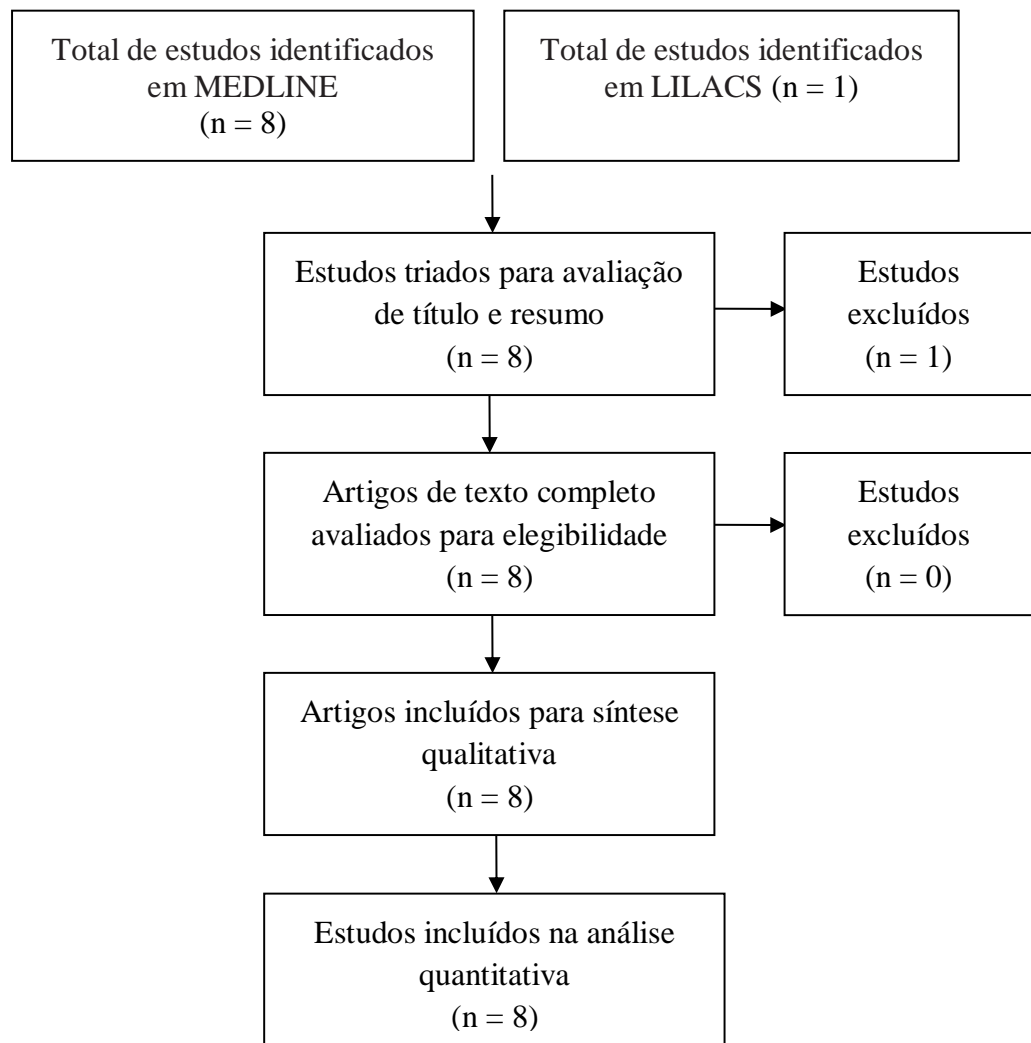 Total de estudos identificados
em MEDLINE
(n = 8)
Total de estudos identificados
em LILACS (n = 1)
Estudos triados para avaliação
de título e resumo
(n = 8)
Estudos
excluídos
(n = 1)
Artigos de texto completo
avaliados para elegibilidade
(n = 8)
Estudos
excluídos
(n = 0)
Artigos incluídos para síntese
qualitativa
(n = 8)
Estudos incluídos na análise
quantitativa
(n = 8)